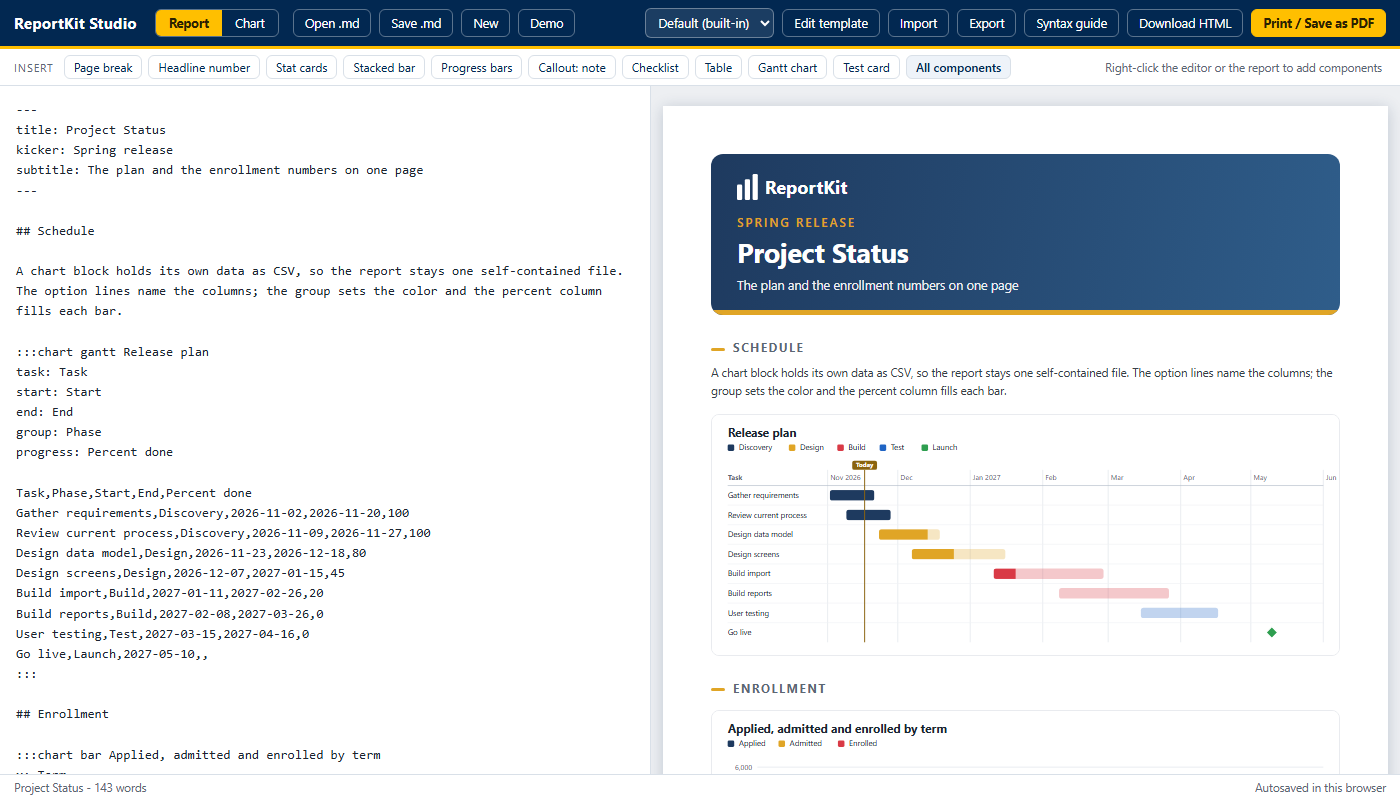 ReportKit Studio Report Chart Open .md Save .md New Demo Default (built-in) Edit template Import Export Syntax guide Download HTML Print / Save as PDF
INSERT Page break Headline number Stat cards Stacked bar Progress bars Callout: note Checklist Table Gantt chart Test card All components Right-click the editor or the report to add components
---
title: Project Status
kicker: Spring release
subtitle: The plan and the enrollment numbers on one page
---
## Schedule
A chart block holds its own data as CSV, so the report stays one self-contained file.
The option lines name the columns; the group sets the color and the percent column
fills each bar.
:::chart gantt Release plan
task: Task
start: Start
end: End
group: Phase
progress: Percent done
Task,Phase,Start,End,Percent done
Gather requirements,Discovery,2026-11-02,2026-11-20,100
Review current process,Discovery,2026-11-09,2026-11-27,100
Design data model,Design,2026-11-23,2026-12-18,80
Design screens,Design,2026-12-07,2027-01-15,45
Build import,Build,2027-01-11,2027-02-26,20
Build reports,Build,2027-02-08,2027-03-26,0
User testing,Test,2027-03-15,2027-04-16,0
Go live,Launch,2027-05-10,,
:::
## Enrollment
:::chart bar Applied, admitted and enrolled by term
ReportKit
SPRING RELEASE
Project Status
The plan and the enrollment numbers on one page
SCHEDULE
A chart block holds its own data as CSV, so the report stays one self-contained file. The option lines name the columns; the
group sets the color and the percent column fills each bar.
Release plan
Discovery Design Build Test Launch
Today
Task Nov 2026 Dec Jan 2027 Feb Mar Apr May Jun
Gather requirements
Review current process
Design data model
Design screens
Build import
Build reports
User testing
Go live
ENROLLMENT
Applied, admitted and enrolled by term
Applied Admitted Enrolled
6,000
Project Status - 143 words Autosaved in this browser